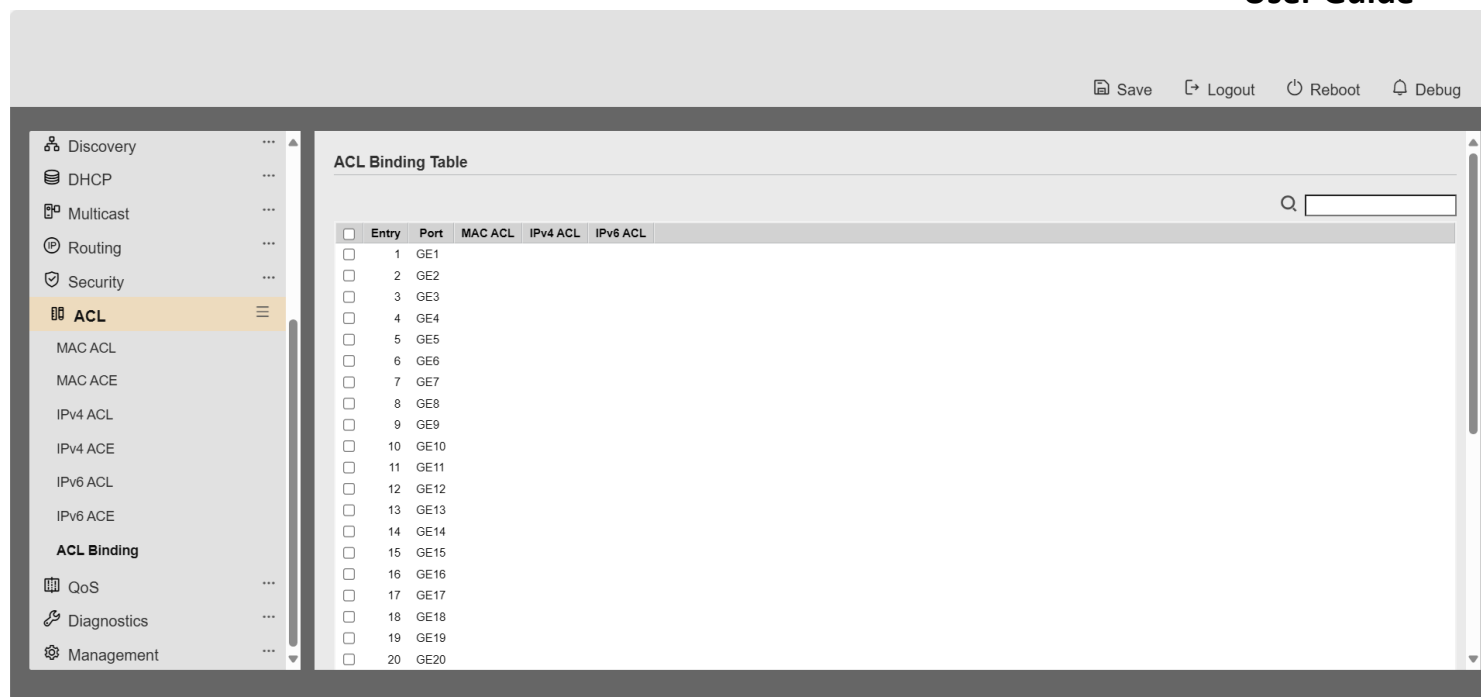 User Guide
Save Logout Reboot Debug
Discovery ...
DHCP ...
Multicast ...
Routing ...
Security ...
ACL
MAC ACL
MAC ACE
IPv4 ACL
IPv4 ACE
IPv6 ACL
IPv6 ACE
ACL Binding
QoS ...
Diagnostics ...
Management ...
ACL Binding Table
Entry Port MAC ACL IPv4 ACL IPv6 ACL
1 GE1
2 GE2
3 GE3
4 GE4
5 GE5
6 GE6
7 GE7
8 GE8
9 GE9
10 GE10
11 GE11
12 GE12
13 GE13
14 GE14
15 GE15
16 GE16
17 GE17
18 GE18
19 GE19
20 GE20